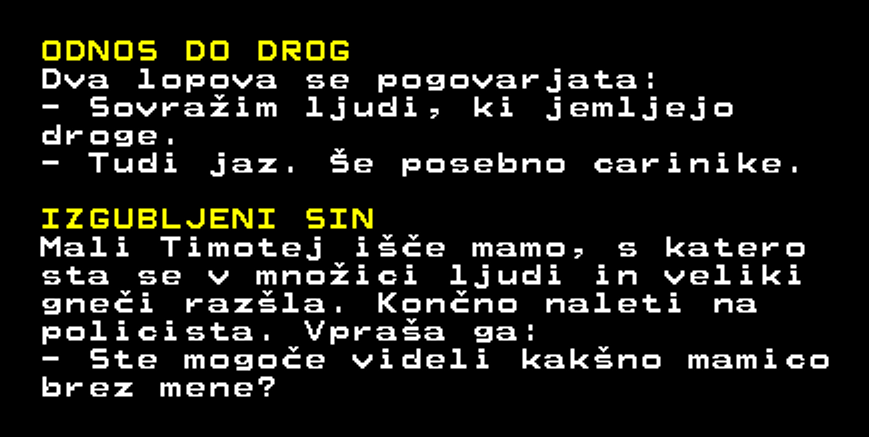 ODNOS DO DROG
Dva lopova se pogovarjata:
- Sovražim ljudi, ki jemljejo
droge.
- Tudi jaz. Še posebno carinike.
IZGUBLJENI SIN
Mali Timotej išče mamo, s katero
sta se v množici ljudi in veliki
gneči razšla. Končno naleti na
policista. Vpraša ga:
- Ste mogoče videli kakšno mamico
brez mene?